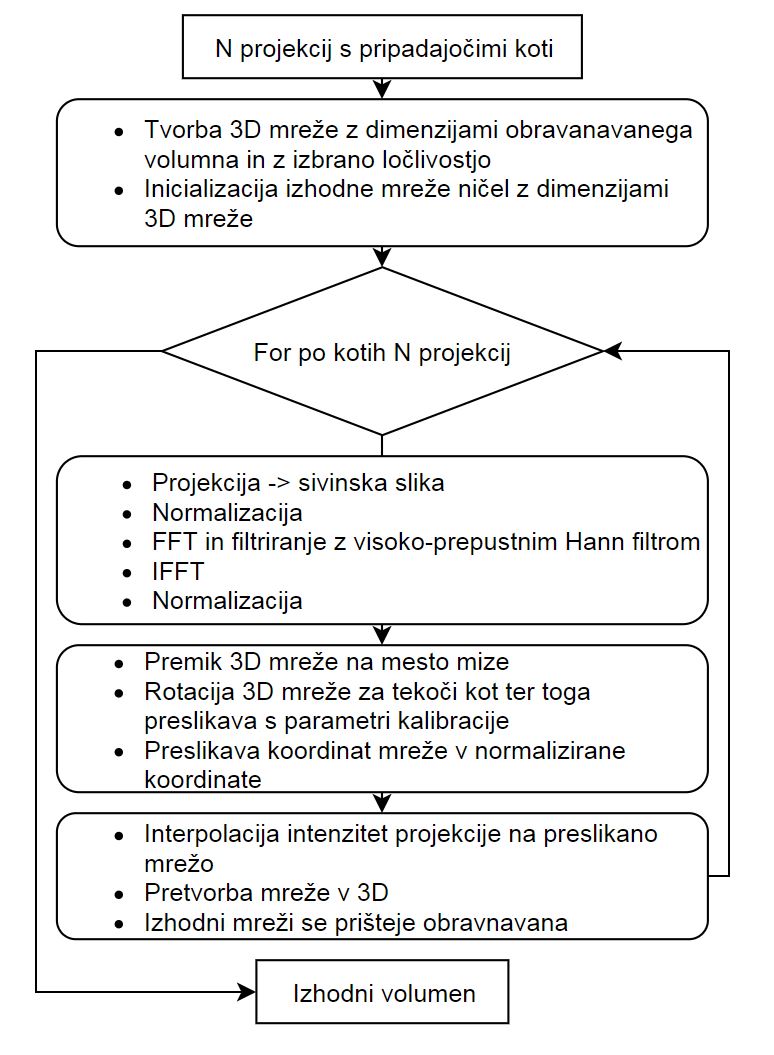 N projekcij s pripadajočimi koti
• Tvorba 3D mreže z dimenzijami obravanavanega
volumna in z izbrano ločlivostjo
• Inicializacija izhodne mreže ničel z dimenzijami
3D mreže
For po kotih N projekcij
• Projekcija -> sivinska slika
• Normalizacija
• FFT in filtriranje z visoko-prepustnim Hann filtrom
• IFFT
• Normalizacija
• Premik 3D mreže na mesto mize
• Rotacija 3D mreže za tekoči kot ter toga
preslikava s parametri kalibracije
• Preslikava koordinat mreže v normalizirane
koordinate
• Interpolacija intenzitet projekcije na preslikano
mrežo
• Pretvorba mreže v 3D
• Izhodni mreži se prišteje obravnavana
Izhodni volumen